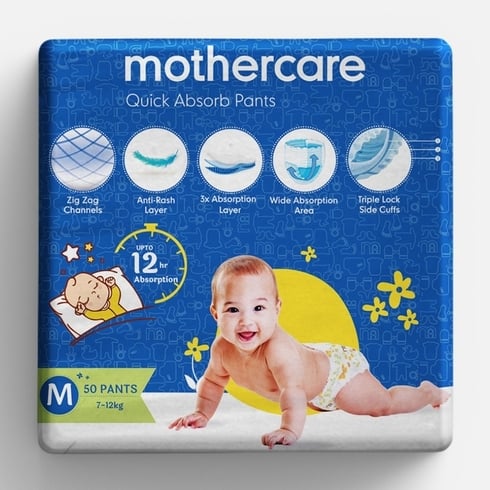 mothercare
Quick Absorb Pants
Zig Zag
Channels
Anti-Rash
Layer
3x Absorption
Layer
Wide Absorption
Area
Triple Lock
Side Cuffs
UPTO
12 hr
Absorption
M
50 PANTS
7-12kg